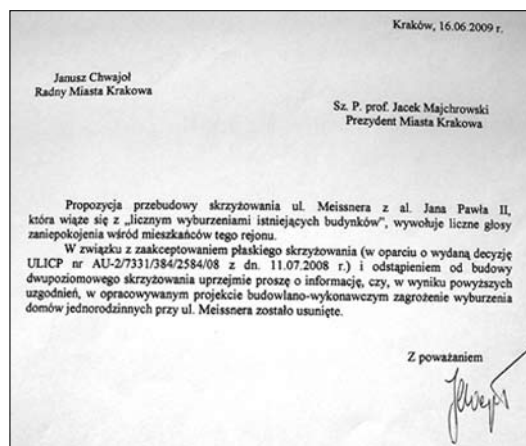 Kraków, 16.06.2009 r.
Janusz Chwajoł
Radny Miasta Krakowa
Sz. P. prof. Jacek Majchrowski
Prezydent Miasta Krakowa
Propozycja przebudowy skrzyżowania ul. Meissnera z al. Jana Pawła II,
która wiąże się z „licznym wyburzeniami istniejących budynków”, wywołuje liczne głosy
zaniepokojenia wśród mieszkańców tego rejonu.
W związku z zaakceptowaniem płaskiego skrzyżowania (w oparciu o wydaną decyzję
ULICP nr AU-2/7331/384/2584/08 z dn. 11.07.2008 r.) i odstąpieniem od budowy
dwupoziomowego skrzyżowania uprzejmie proszę o informację, czy, w wyniku powyższych
uzgodnień, w opracowywanym projekcie budowlano-wykonawczym zagrożenie wyburzenia
domów jednorodzinnych przy ul. Meissnera zostało usunięte.
Z poważaniem